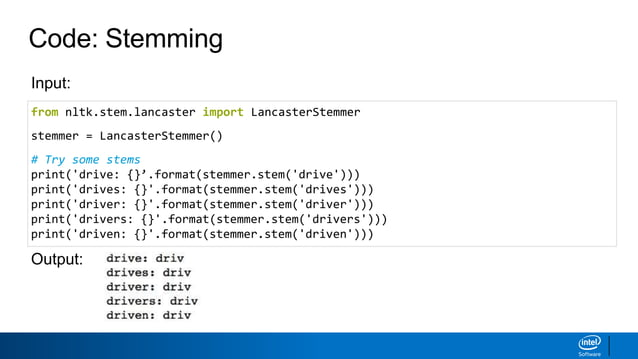 Code: Stemming
Input:
from nltk.stem.lancaster import LancasterStemmer
stemmer = LancasterStemmer()
# Try some stems
print('drive: {}’.format(stemmer.stem('drive')))
print('drives: {}'.format(stemmer.stem('drives')))
print('driver: {}'.format(stemmer.stem('driver')))
print('drivers: {}'.format(stemmer.stem('drivers')))
print('driven: {}'.format(stemmer.stem('driven')))
Output:
drive: driv
drives: driv
driver: driv
drivers: driv
driven: driv
intel
Software